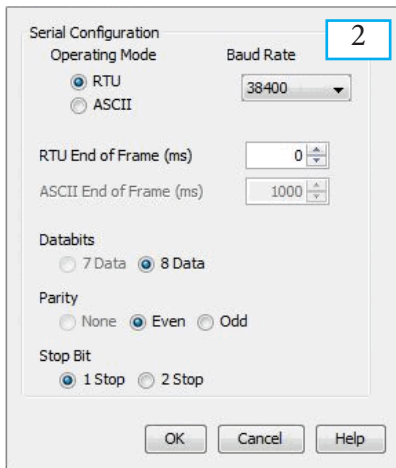 Serial Configuration
2
Operating Mode Baud Rate
RTU 38400
ASCII
RTU End of Frame (ms) 0
ASCII End of Frame (ms) 1000
Databits
7 Data 8 Data
Parity
None Even Odd
Stop Bit
1 Stop 2 Stop
OK Cancel Help